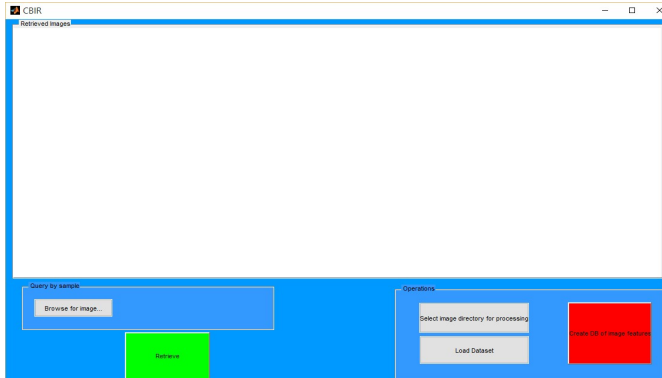 CBIR
Retrieved Images
Query by sample
Browse for image...
Retrieve
Operations
Select image directory for processing
Load Dataset
Create DB of image features